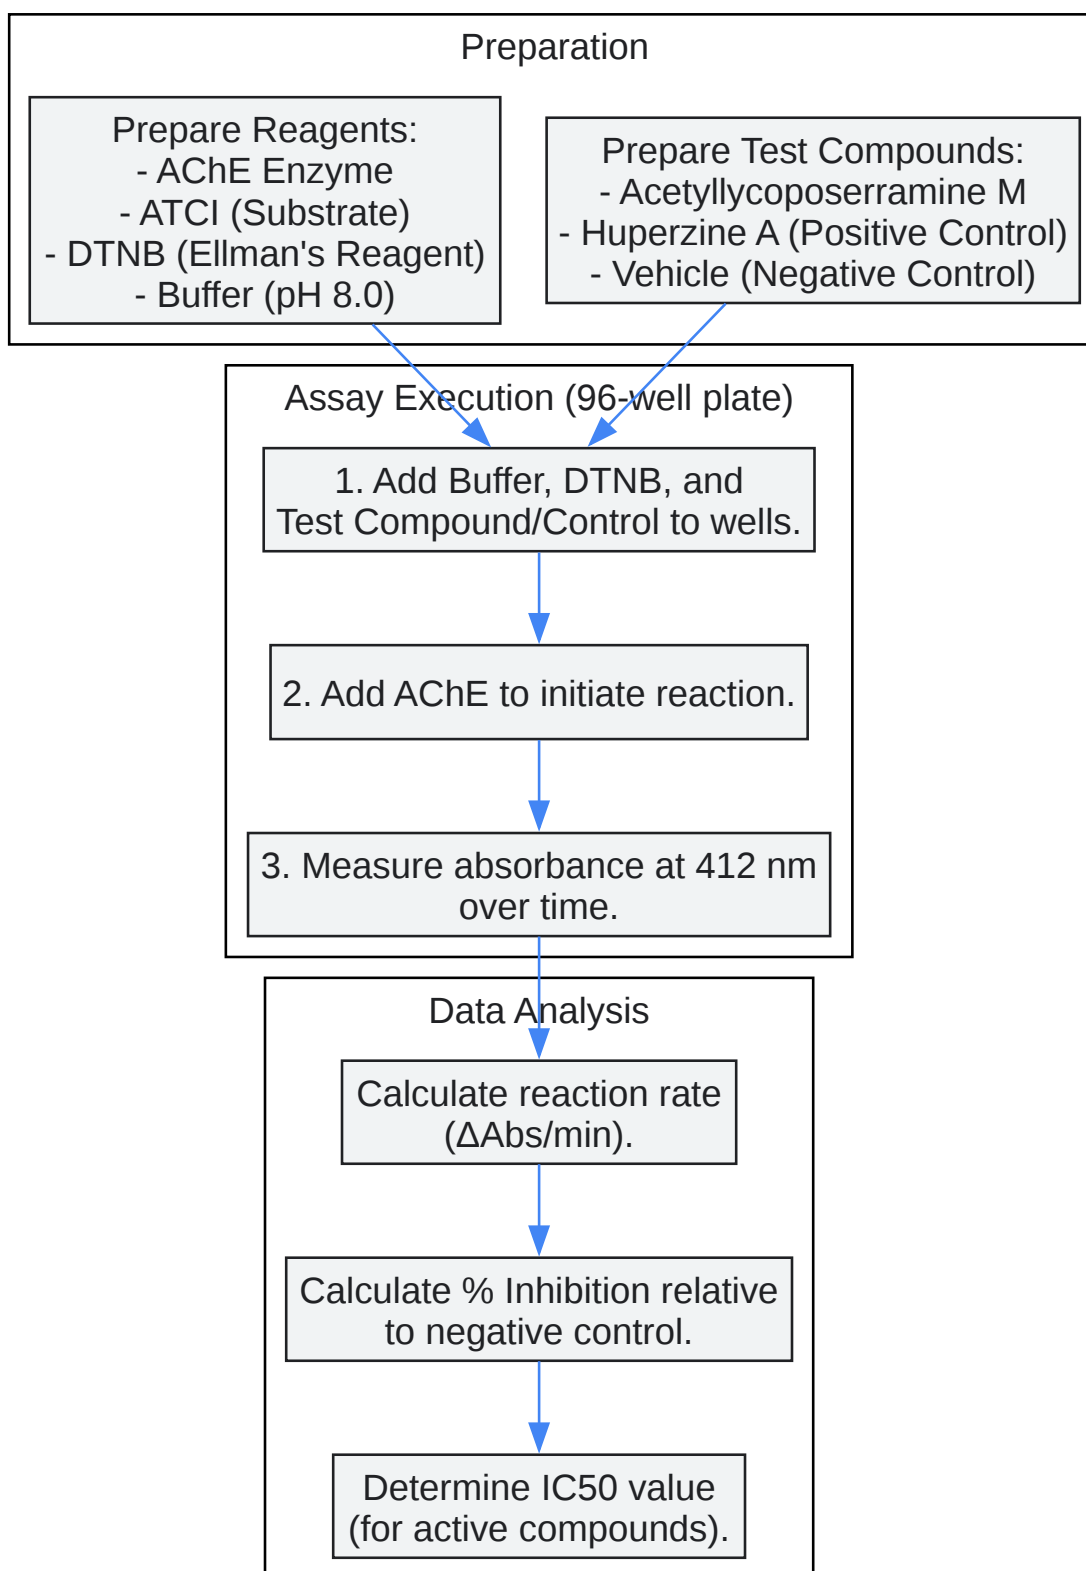 Preparation
Prepare Reagents:
- AChE Enzyme
- ATCI (Substrate)
- DTNB (Ellman's Reagent)
- Buffer (pH 8.0)
Prepare Test Compounds:
- Acetyllycoposerramine M
- Huperzine A (Positive Control)
- Vehicle (Negative Control)
Assay Execution (96-well plate)
1. Add Buffer, DTNB, and
Test Compound/Control to wells.
2. Add AChE to initiate reaction.
3. Measure absorbance at 412 nm
over time.
Data Analysis
Calculate reaction rate
(ΔAbs/min).
Calculate % Inhibition relative
to negative control.
Determine IC50 value
(for active compounds).